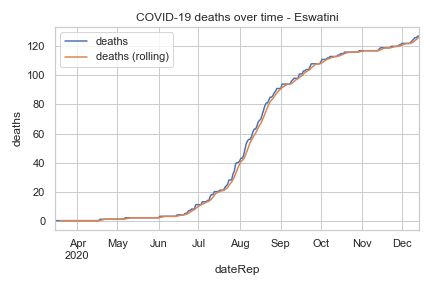 COVID-19 deaths over time - Eswatini
deaths
deaths (rolling)
deaths
120
100
80
60
40
20
0
Apr May Jun Jul Aug Sep Oct Nov Dec
2020
dateRep